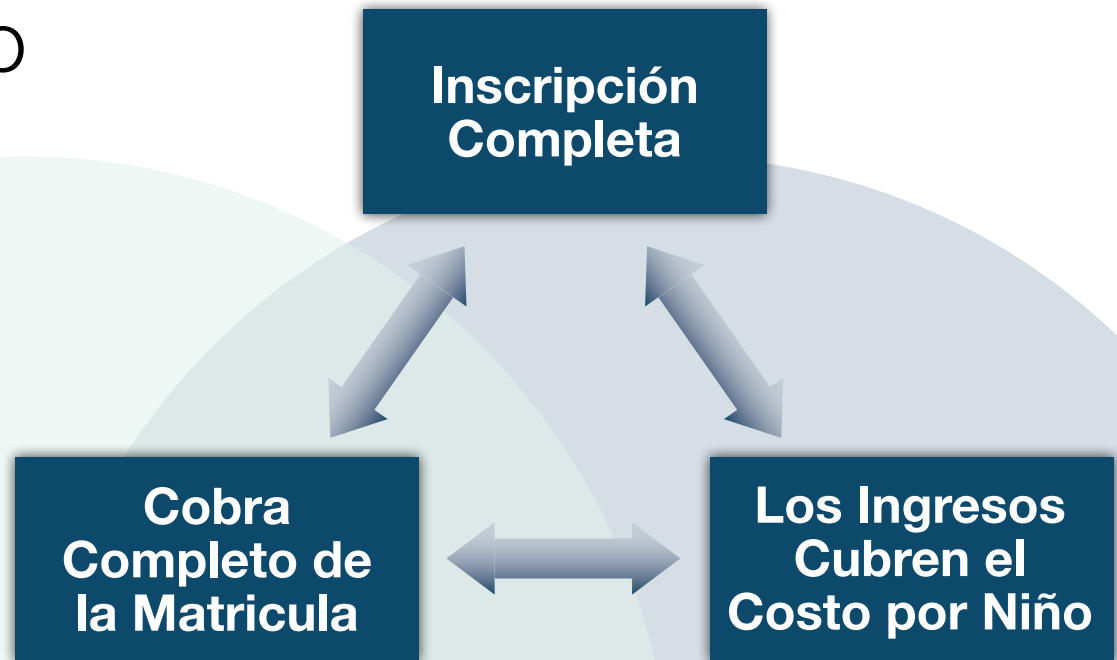 o
Inscripción
Completa
Cobra
Completo de
la Matricula
Los Ingresos
Cubren el
Costo por Niño